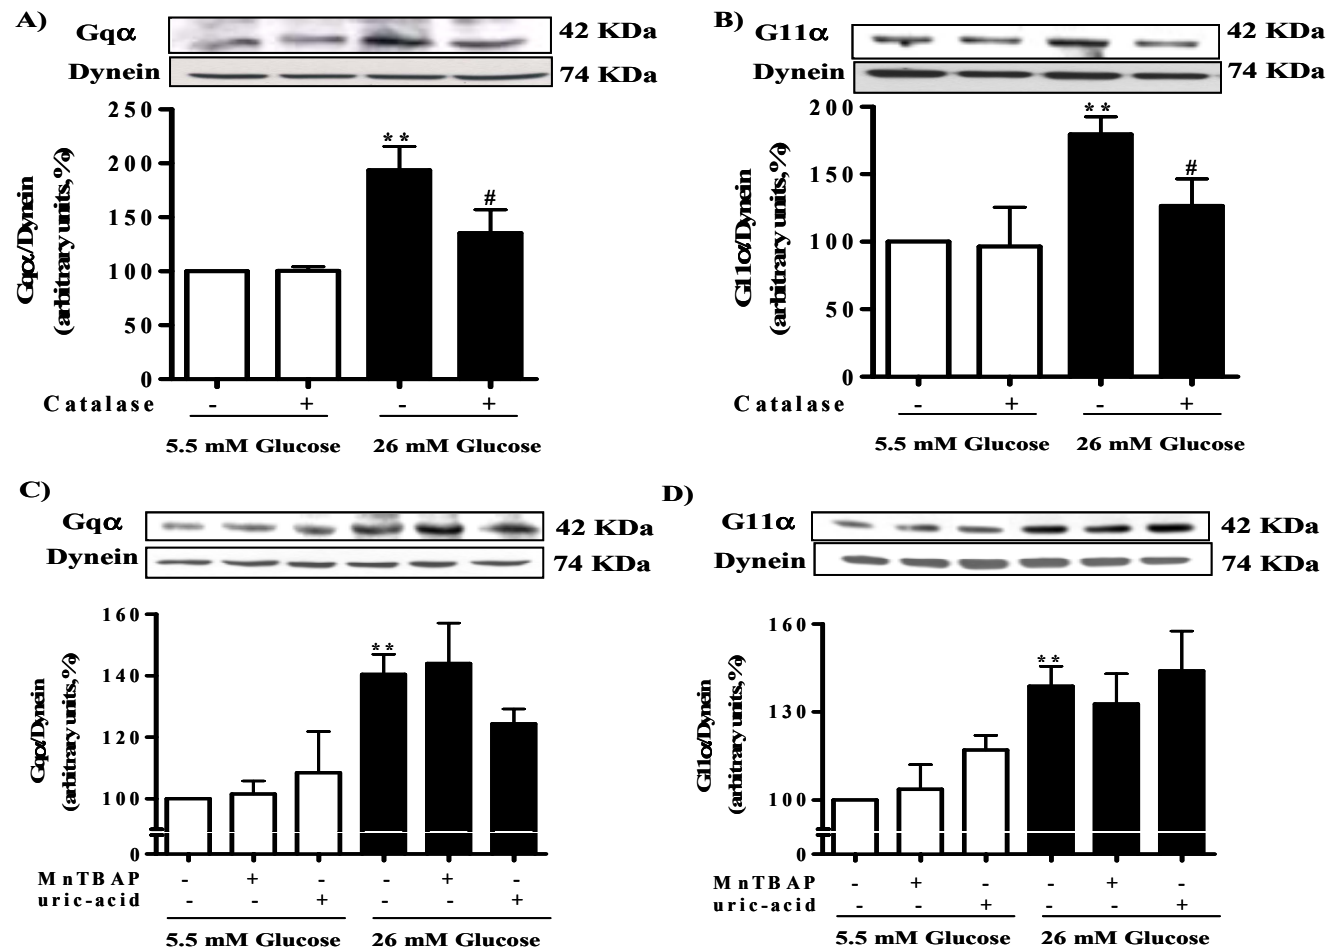 A)
Gqα
42 KDa
Dynein
74 KDa
250
200
150
100
50
0
Gqα/Dynein
(arbitrary units,%)
**
#
Catalase - + - +
5.5 mM Glucose 26 mM Glucose
B)
G11α
42 KDa
Dynein
74 KDa
200
150
100
50
0
G11α/Dynein
(arbitrary units,%)
**
#
Catalase - + - +
5.5 mM Glucose 26 mM Glucose
C)
Gqα
42 KDa
Dynein
74 KDa
160
140
120
100
0
Gqα/Dynein
(arbitrary units,%)
**
MnTBAP - + - - + -
uric-acid - - + - - +
5.5 mM Glucose 26 mM Glucose
D)
G11α
42 KDa
Dynein
74 KDa
160
130
100
0
G11α/Dynein
(arbitrary units,%)
**
MnTBAP - + - - + -
uric-acid - - + - - +
5.5 mM Glucose 26 mM Glucose